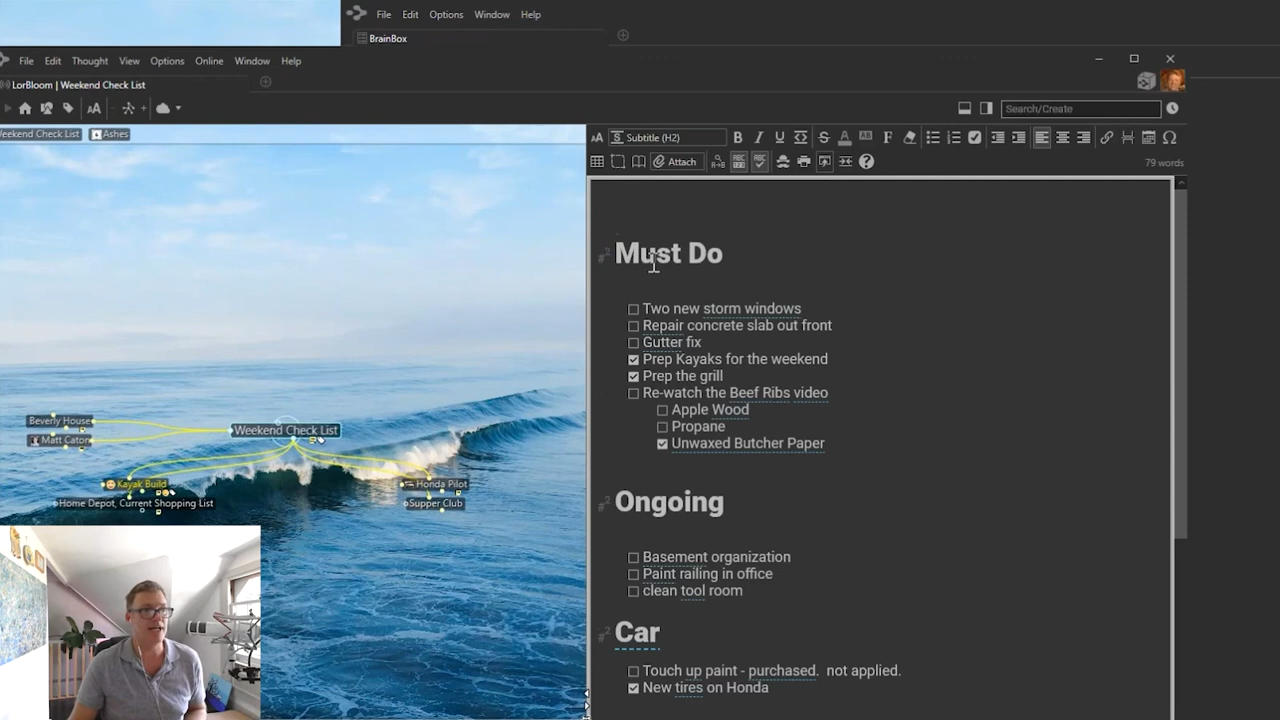 File Edit Options Window Help
BrainBox
File Edit Thought View Options Online Window Help
LorBloom | Weekend Check List
Search/Create
Weekend Check List Ashes
Subtitle (H2)
Attach
79 words
Must Do
Two new storm windows
Repair concrete slab out front
Gutter fix
Prep Kayaks for the weekend
Prep the grill
Re-watch the Beef Ribs video
Apple Wood
Propane
Unwaxed Butcher Paper
Ongoing
Basement organization
Paint railing in office
clean tool room
Car
Touch up paint - purchased. not applied.
New tires on Honda
Beverly House
Matt Caton
Weekend Check List
Kayak Build
Home Depot, Current Shopping List
Honda Pilot
Supper Club